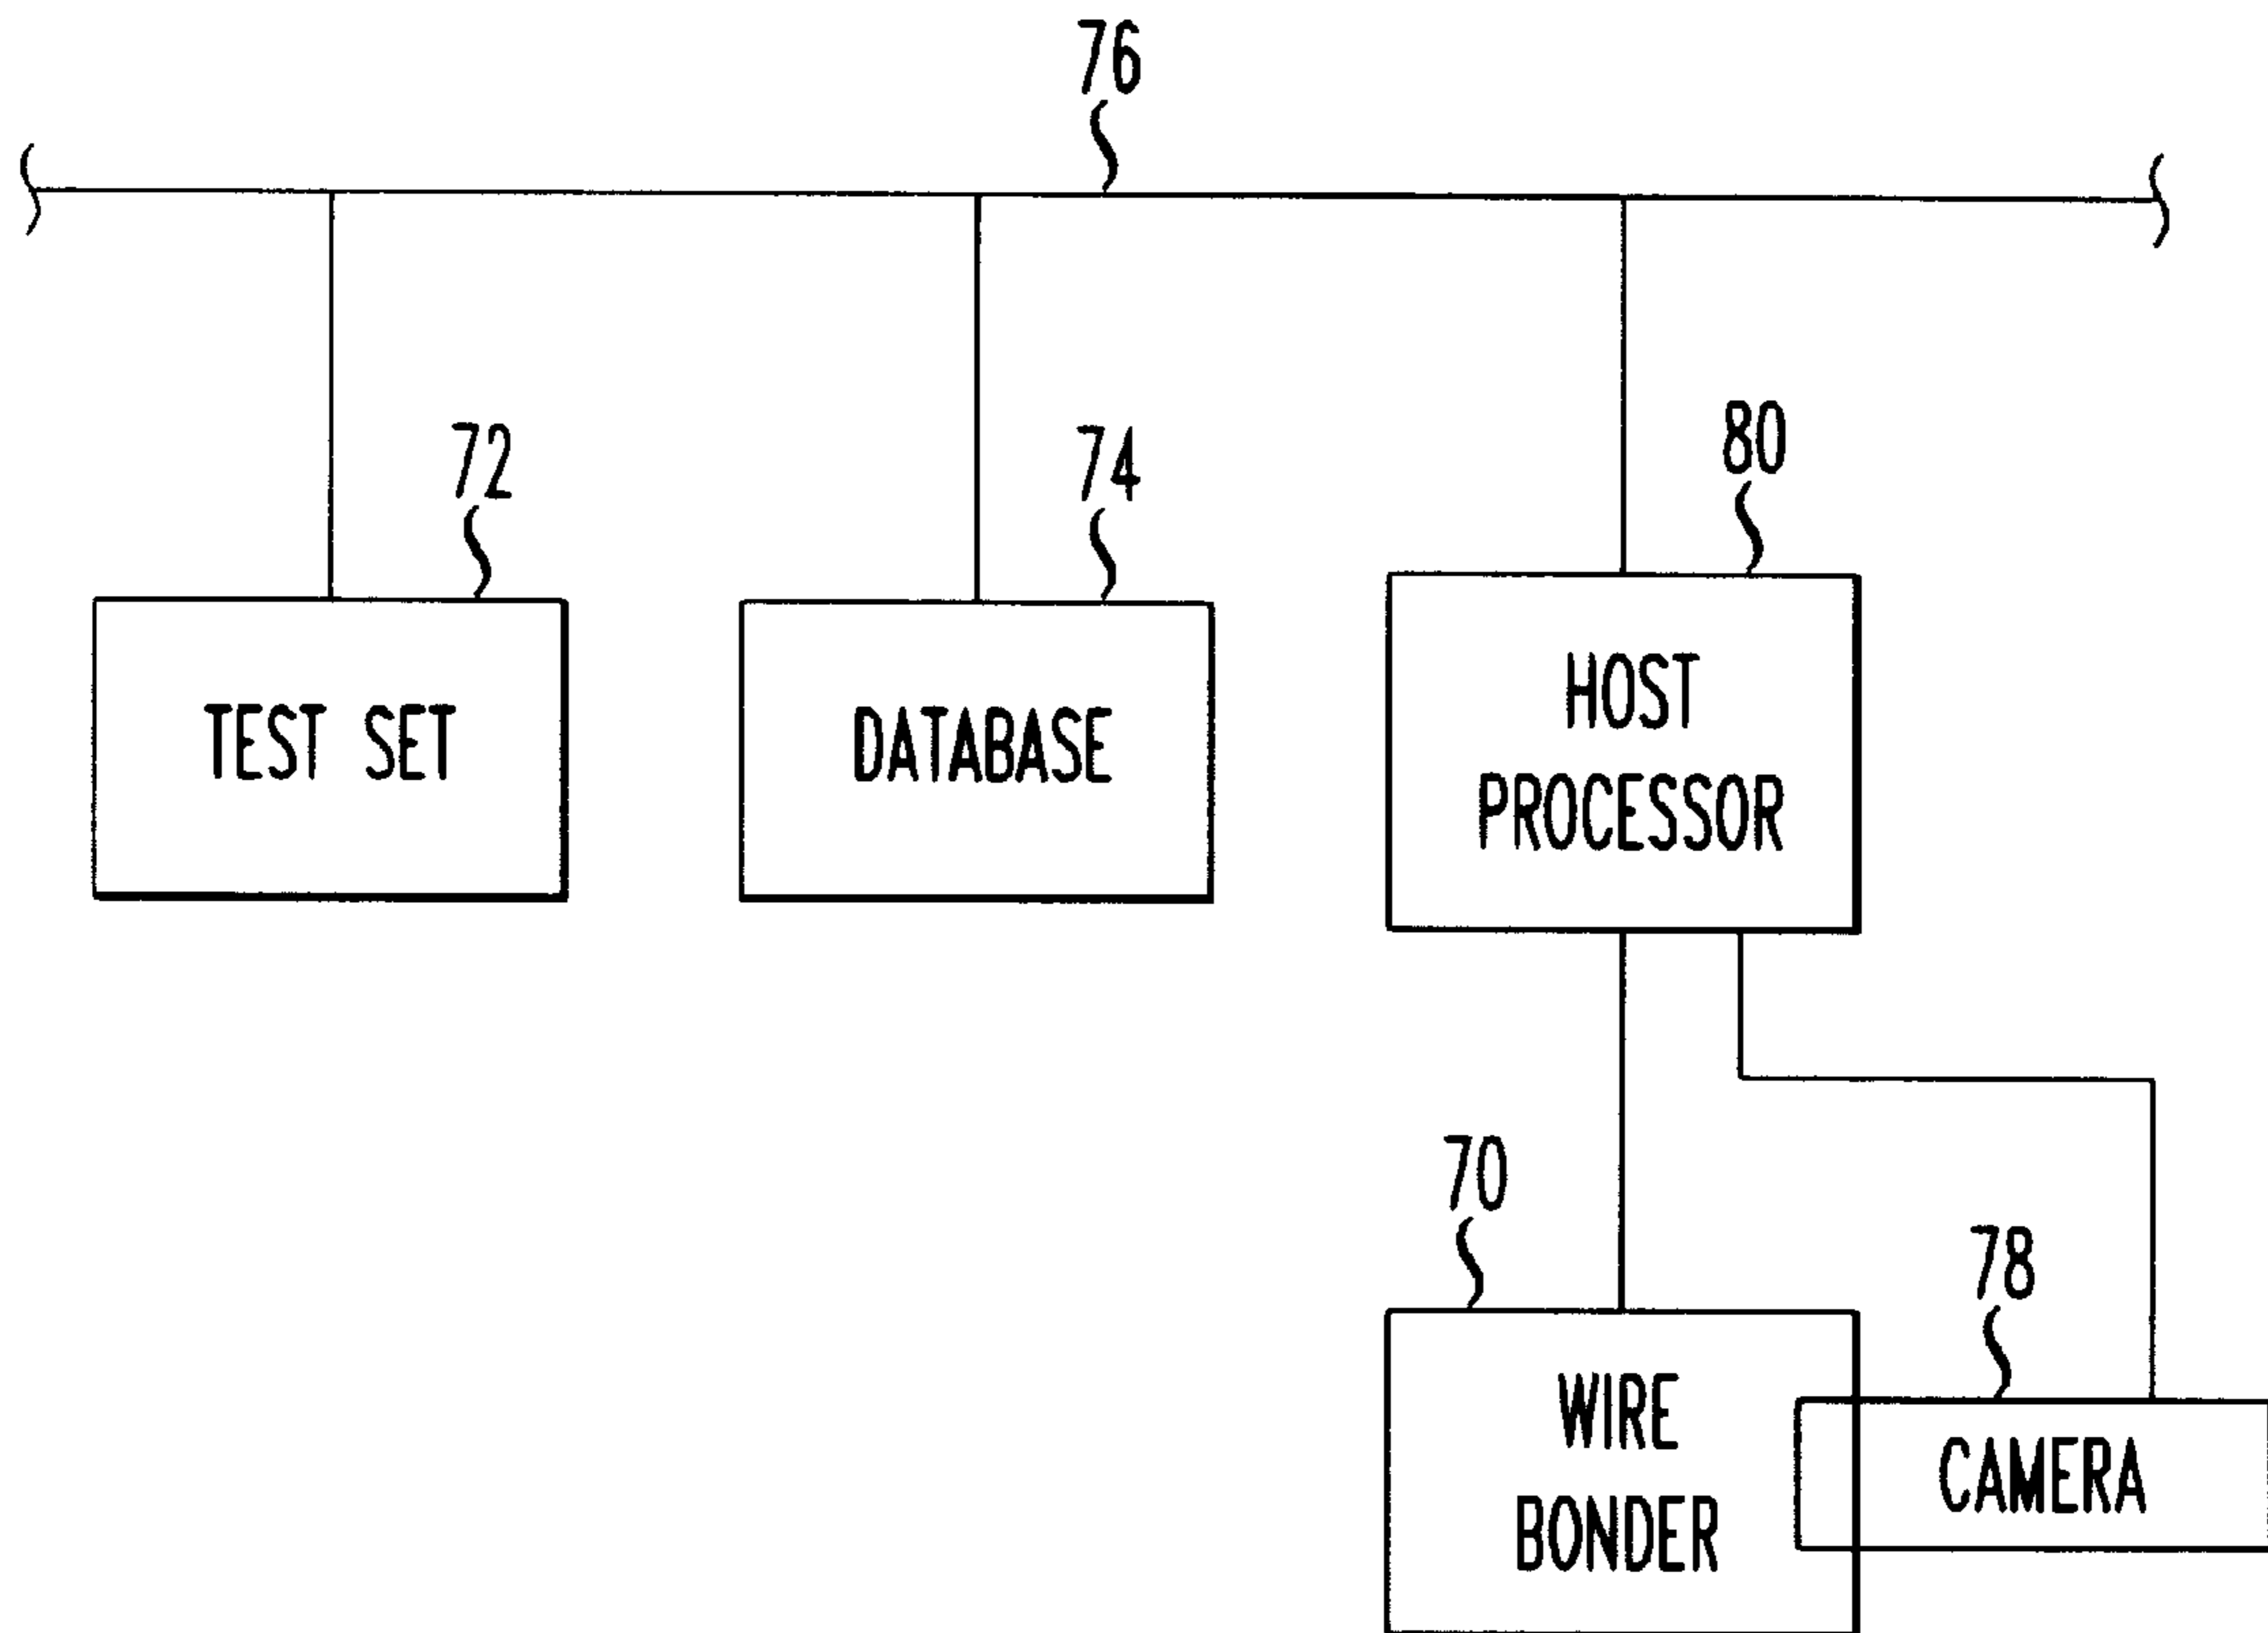 76
72
74
80
TEST SET
DATABASE
HOST
PROCESSOR
70
78
WIRE
BONDER
CAMERA